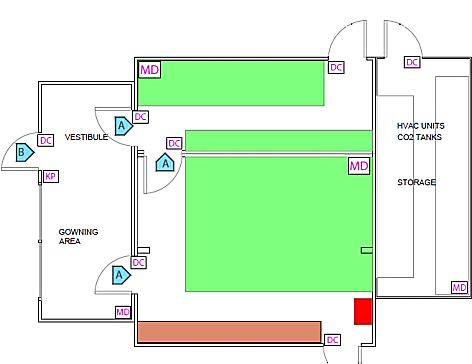 MD
DC
DC
DC
A
HVAC UNITS
CO2 TANKS
VESTIBULE
DC
DC
B
A
MD
KP
STORAGE
GOWNING
AREA
DC
A
MD
MD
DC